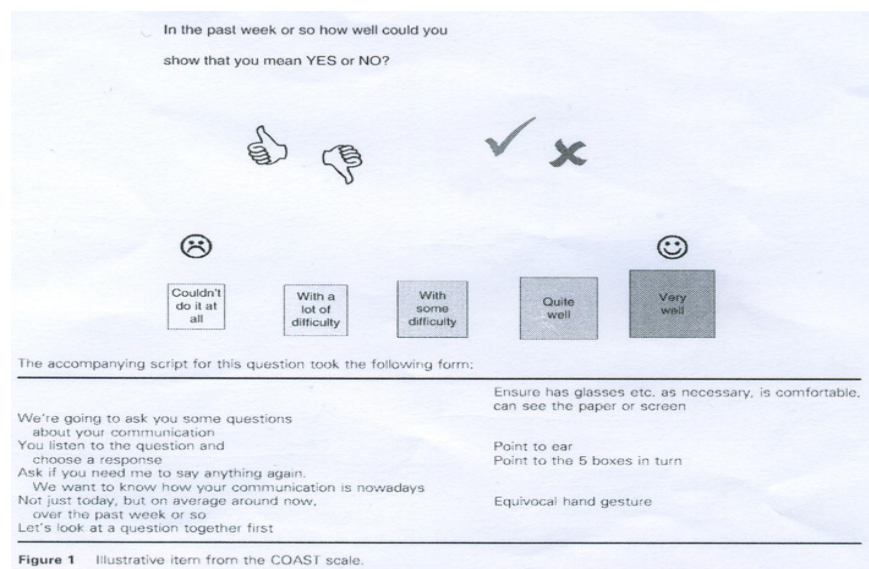 In the past week or so how well could you
show that you mean YES or NO?
Couldn't
do it at
all
With a
lot of
difficulty
With
some
difficulty
Quite
well
Very
well
The accompanying script for this question took the following form:
Ensure has glasses etc. as necessary, is comfortable,
can see the paper or screen
We're going to ask you some questions
about your communication
You listen to the question and
Point to ear
choose a response
Point to the 5 boxes in turn
Ask if you need me to say anything again.
We want to know how your communication is nowadays
Not just today, but on average around now,
Equivocal hand gesture
over the past week or so
Let's look at a question together first
Figure 1 Illustrative item from the COAST scale.